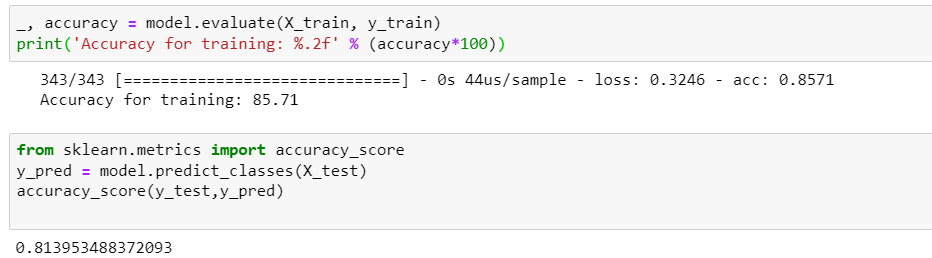 _, accuracy = model.evaluate(X_train, y_train)
print('Accuracy for training: %.2f' % (accuracy*100))
343/343 [==============================] - 0s 44us/sample - loss: 0.3246 - acc: 0.8571
Accuracy for training: 85.71
from sklearn.metrics import accuracy_score
y_pred = model.predict_classes(X_test)
accuracy_score(y_test,y_pred)
0.813953488372093